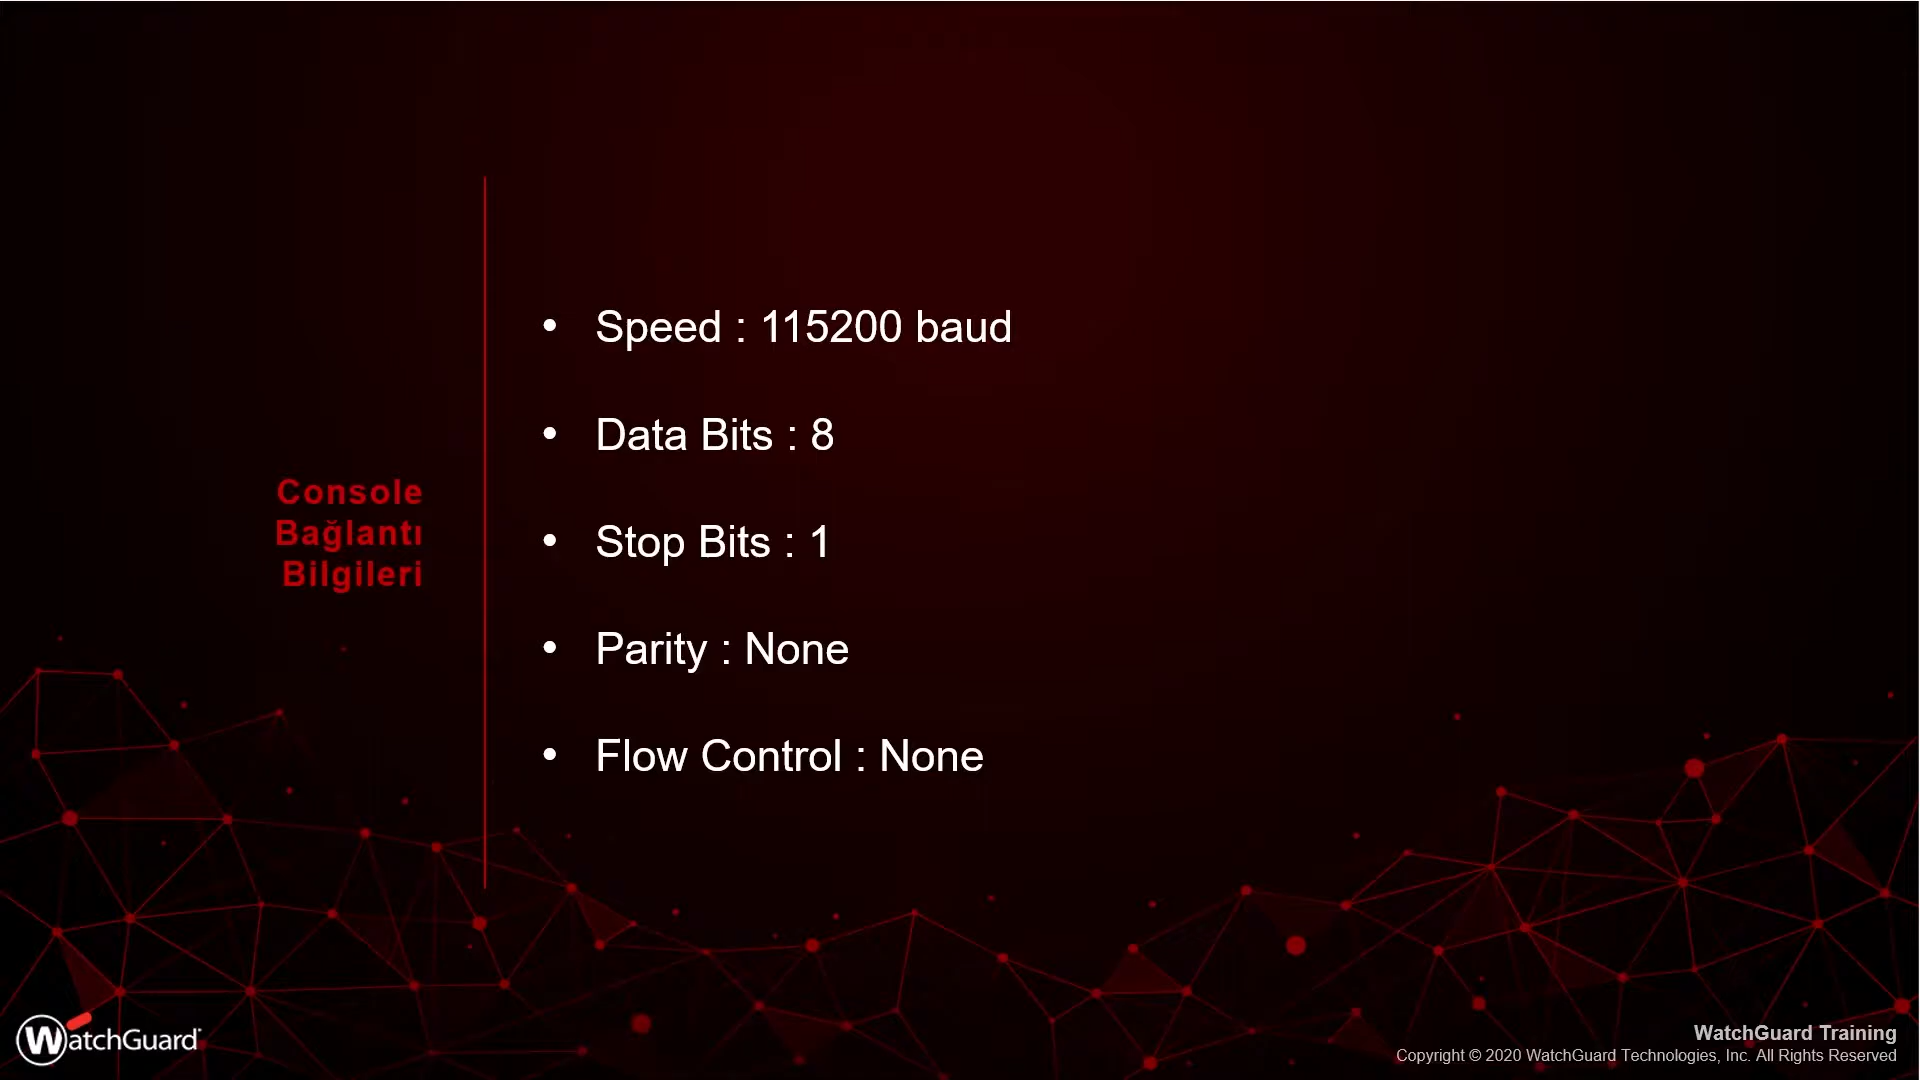 Console
Bağlantı
Bilgileri
• Speed : 115200 baud
• Data Bits : 8
• Stop Bits : 1
• Parity : None
• Flow Control : None
WatchGuard
WatchGuard Training
Copyright © 2020 WatchGuard Technologies, Inc. All Rights Reserved